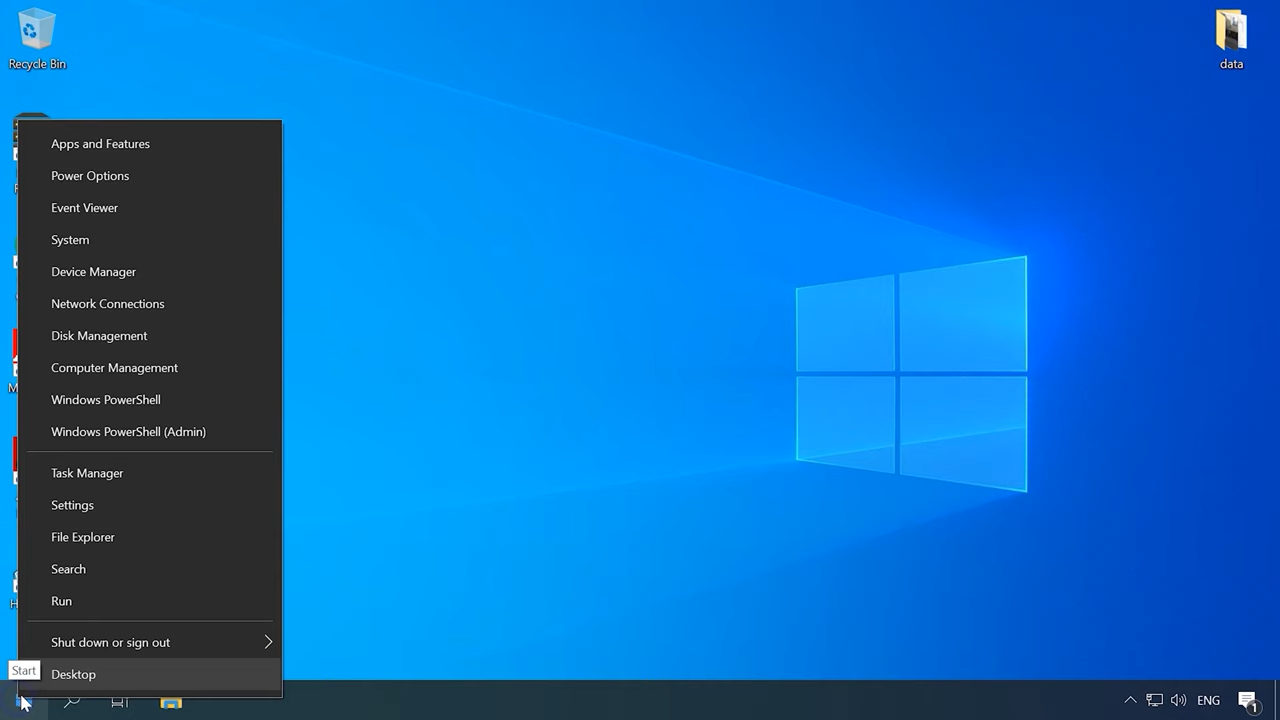 Recycle Bin
data
Apps and Features
Power Options
Event Viewer
System
Device Manager
Network Connections
Disk Management
Computer Management
Windows PowerShell
Windows PowerShell (Admin)
Task Manager
Settings
File Explorer
Search
Run
Shut down or sign out
Start
Desktop
ENG
1